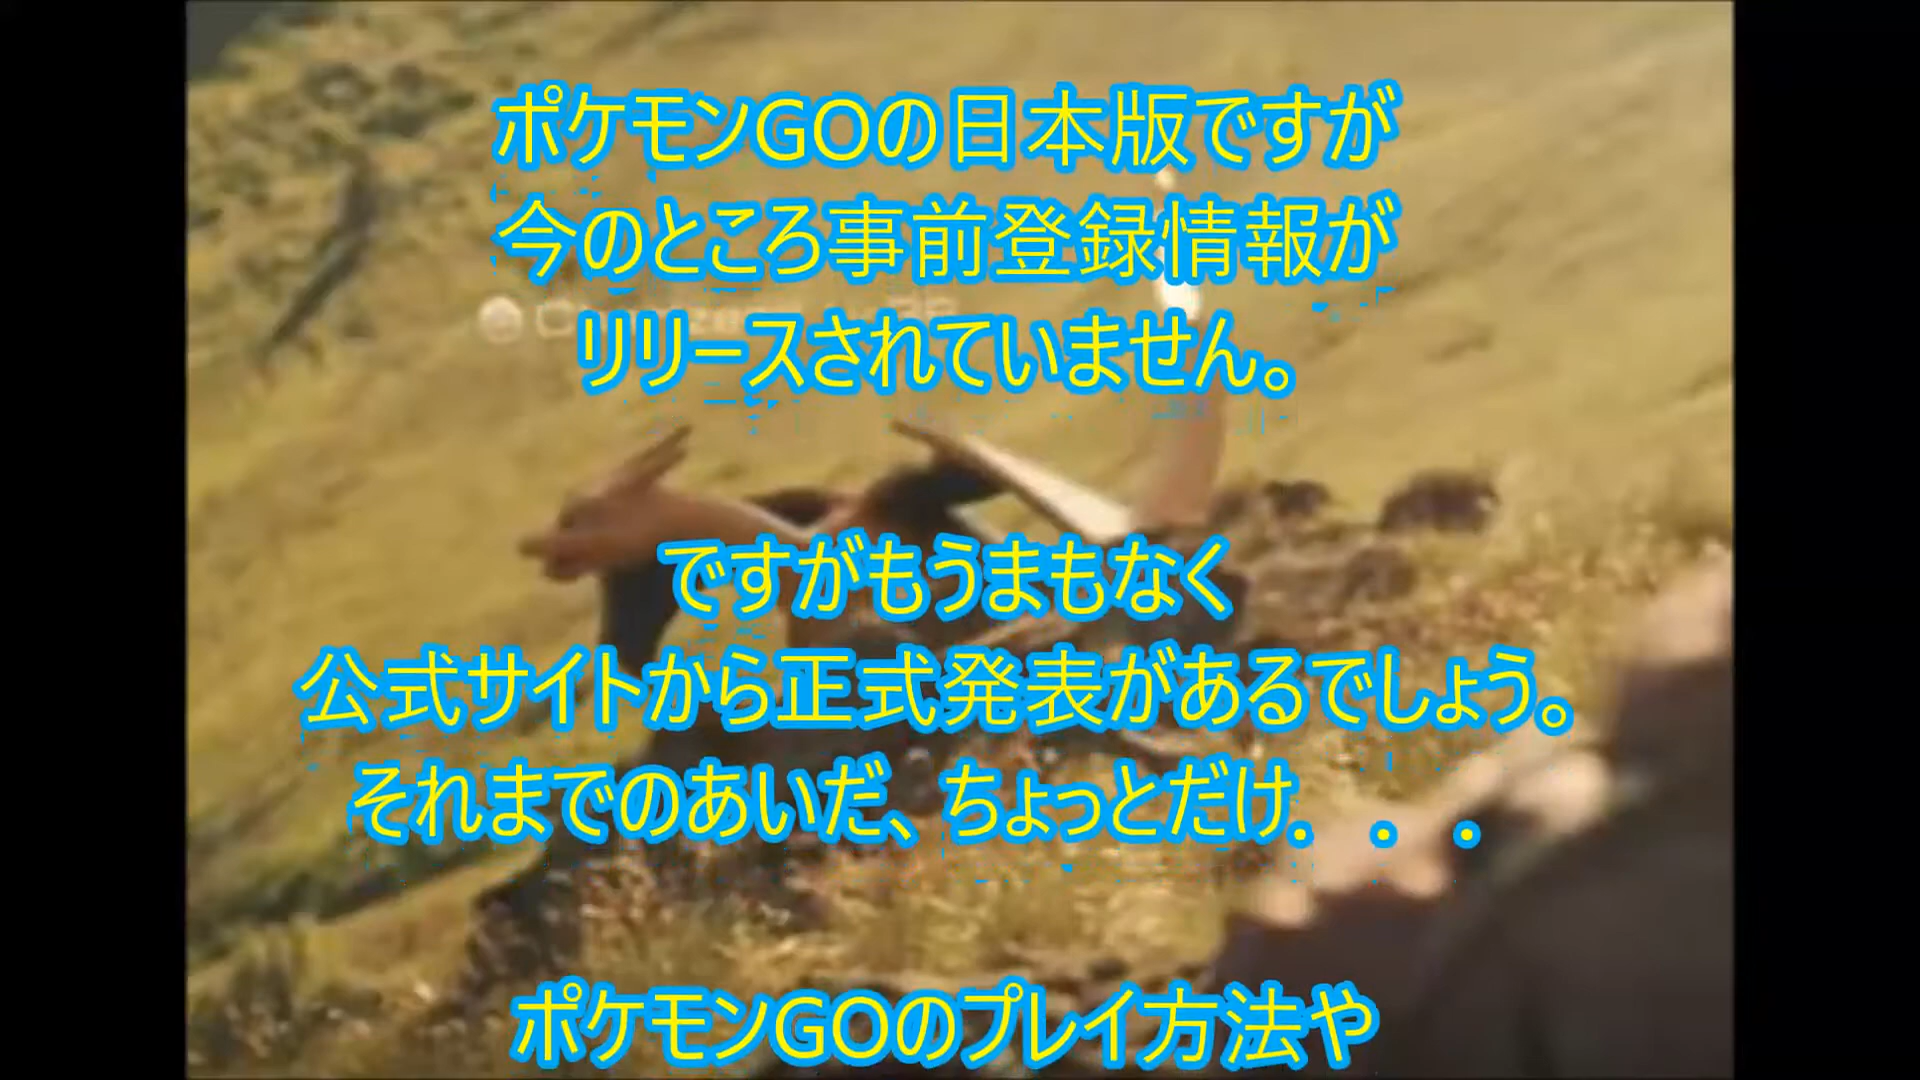 ポケモンGOの日本版ですが
今のところ事前登録情報が
リリースされていません。
ですがもうまもなく
公式サイトから正式発表があるでしょう。
それまでのあいだ、ちょっとだけ．．．
ポケモンGOのプレイ方法や